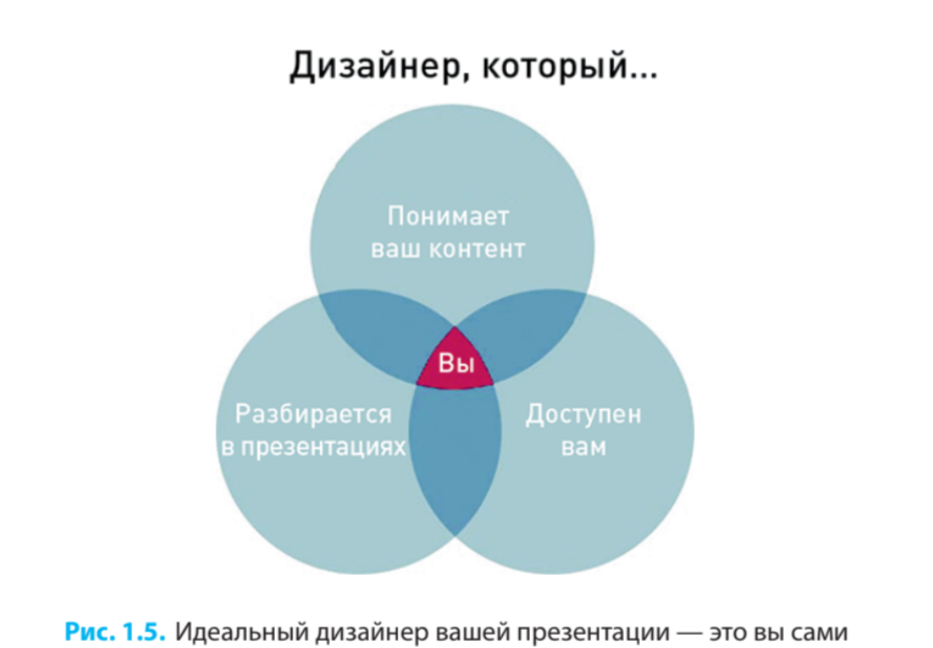 Дизайнер, который...
Понимает
ваш контент
Вы
Разбирается
в презентациях
Доступен
вам
Рис. 1.5. Идеальный дизайнер вашей презентации — это вы сами